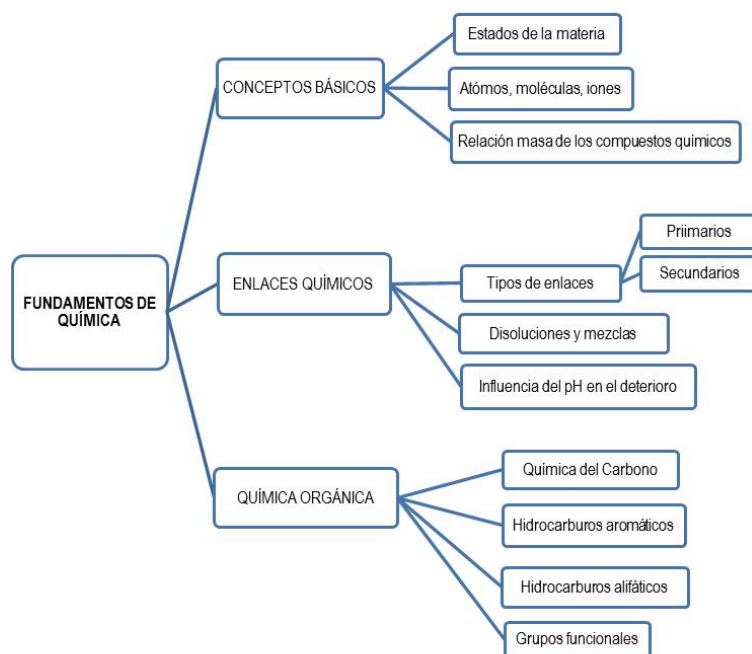 FUNDAMENTOS DE
QUÍMICA
CONCEPTOS BÁSICOS
Estados de la materia
Atómos, moléculas, iones
Relación masa de los compuestos químicos
ENLACES QUÍMICOS
Tipos de enlaces
Priimarios
Secundarios
Disoluciones y mezclas
Influencia del pH en el deterioro
QUÍMICA ORGÁNICA
Química del Carbono
Hidrocarburos aromáticos
Hidrocarburos alifáticos
Grupos funcionales